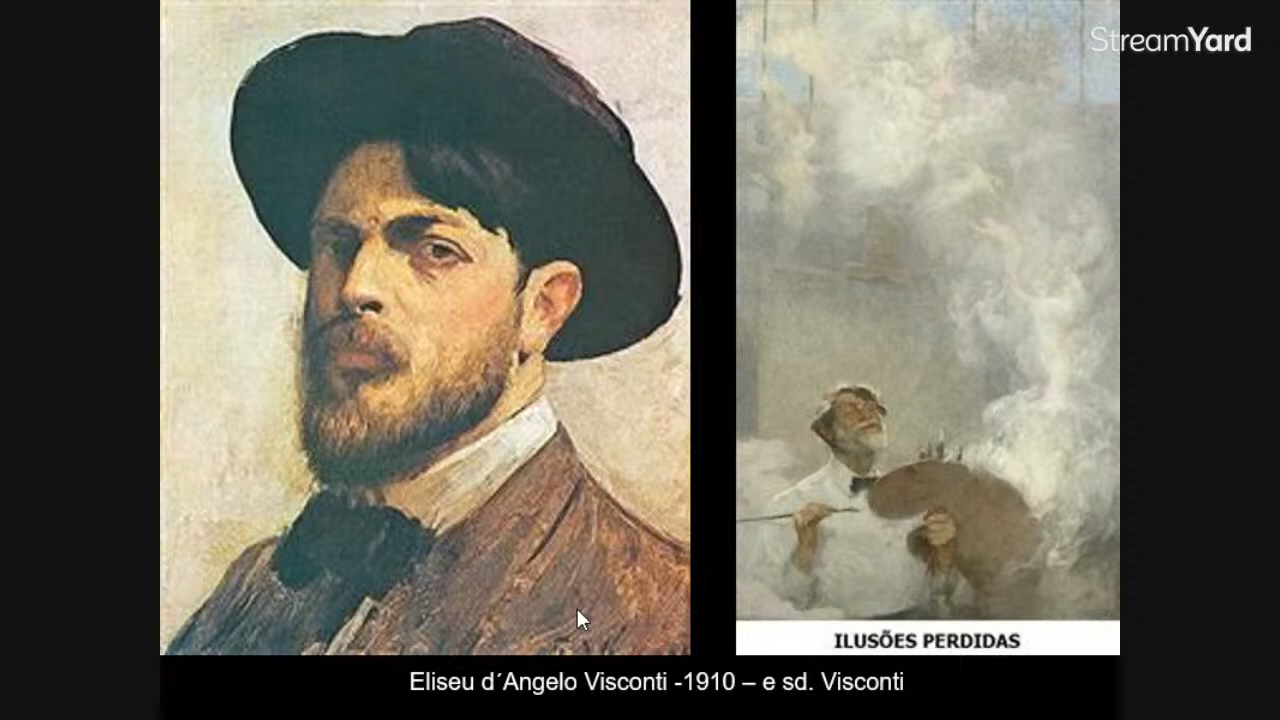 StreamYard
ILUSÕES PERDIDAS
Eliseu d´Angelo Visconti -1910 – e sd. Visconti